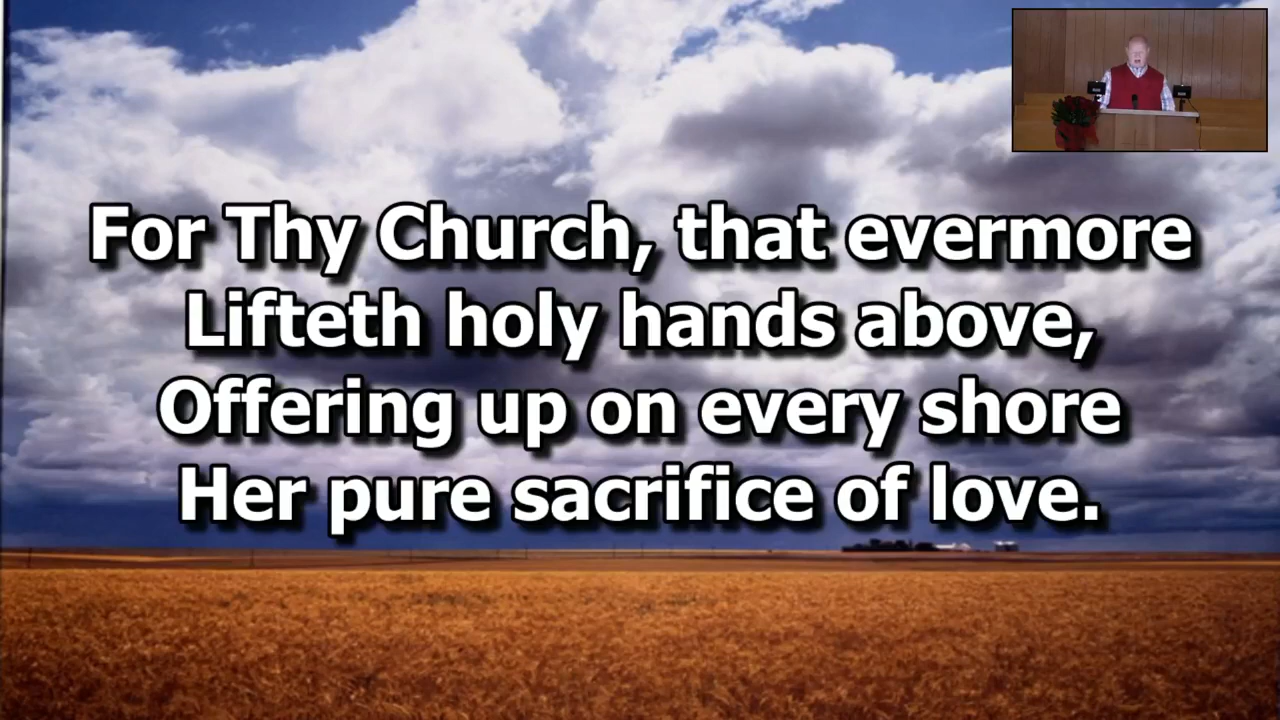 For Thy Church, that evermore
Lifteth holy hands above,
Offering up on every shore
Her pure sacrifice of love.